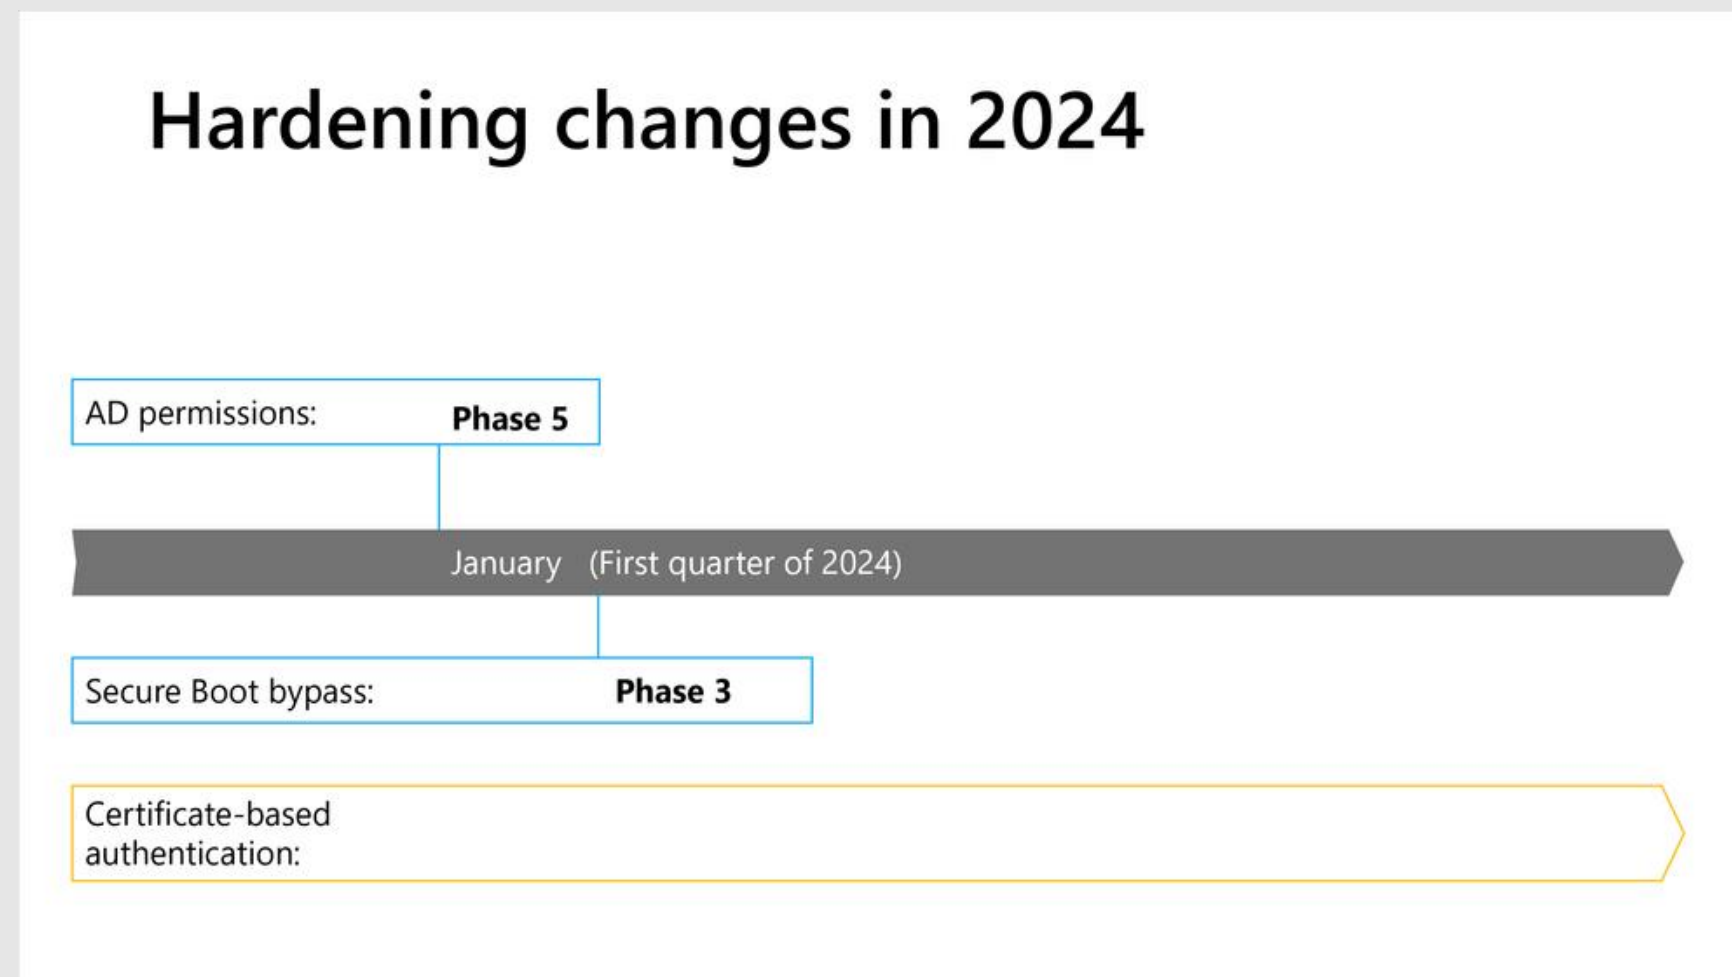 Hardening changes in 2024
AD permissions: Phase 5
January (First quarter of 2024)
Secure Boot bypass: Phase 3
Certificate-based
authentication: